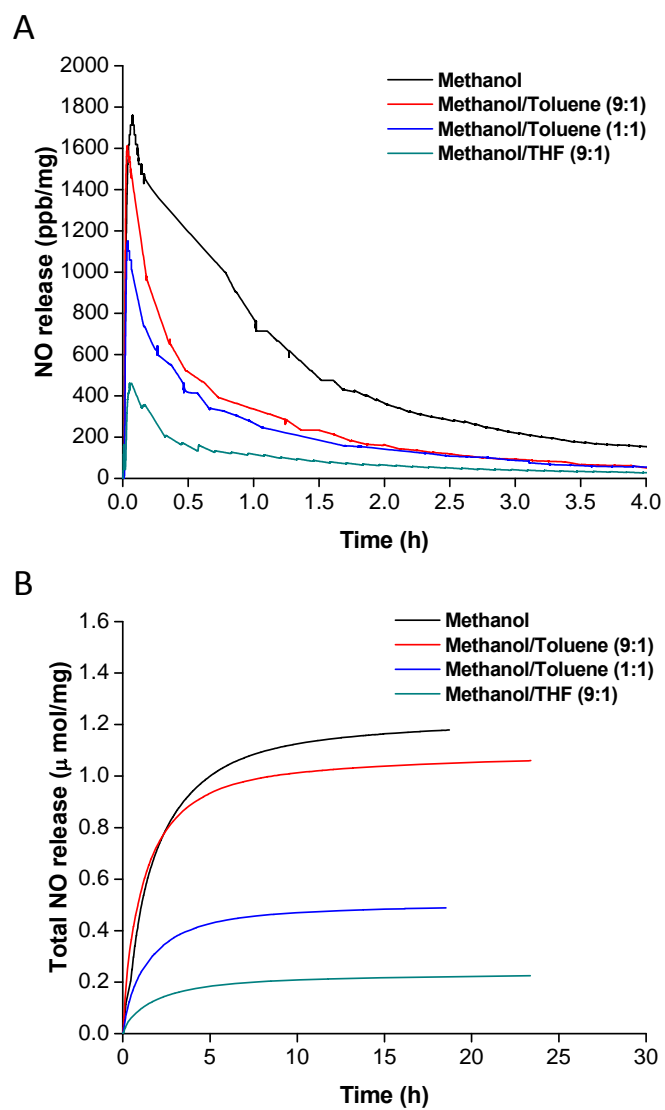 A
2000
1800
1600
1400
1200
1000
800
600
400
200
0
NO release (ppb/mg)
Methanol
Methanol/Toluene (9:1)
Methanol/Toluene (1:1)
Methanol/THF (9:1)
0.0 0.5 1.0 1.5 2.0 2.5 3.0 3.5 4.0
Time (h)
B
1.6
1.4
1.2
1.0
0.8
0.6
0.4
0.2
0.0
Total NO release (μ mol/mg)
Methanol
Methanol/Toluene (9:1)
Methanol/Toluene (1:1)
Methanol/THF (9:1)
0 5 10 15 20 25 30
Time (h)